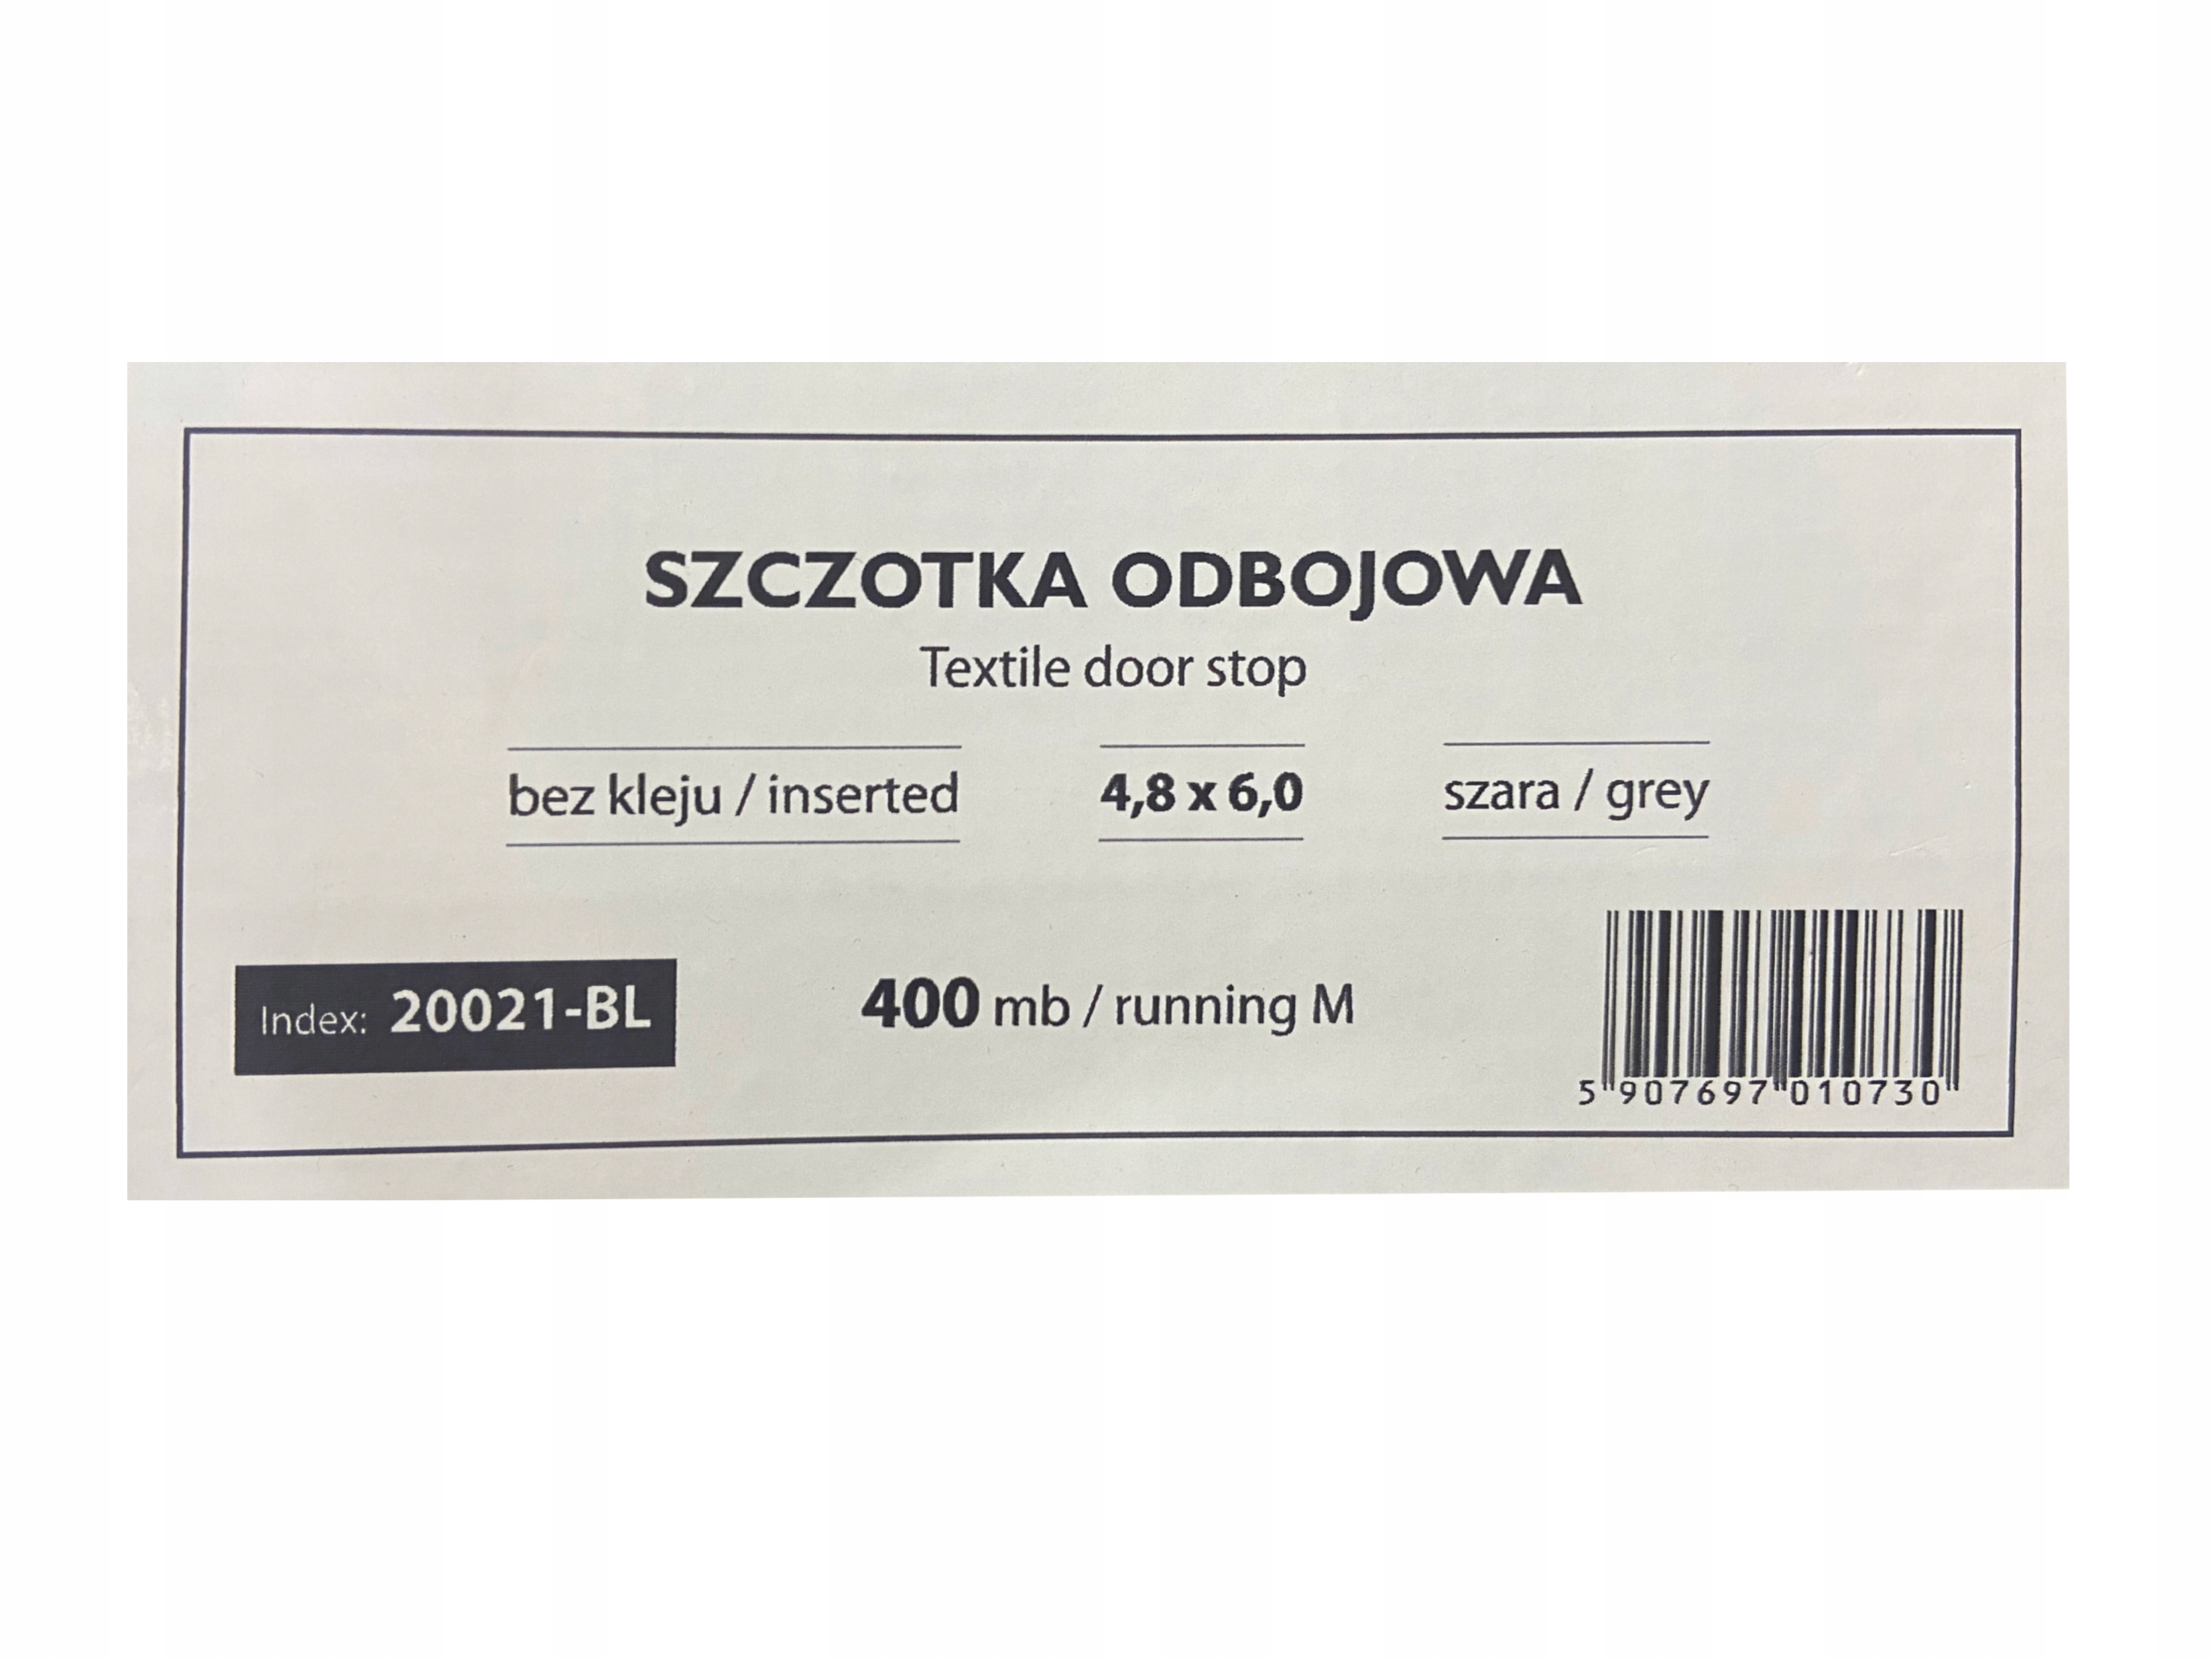 SZCZOTKA ODBOJOWA
Textile door stop
bez kleju / inserted
4,8 x 6,0
szara / grey
Index: 20021-BL
400 mb / running M
5 907697 010730